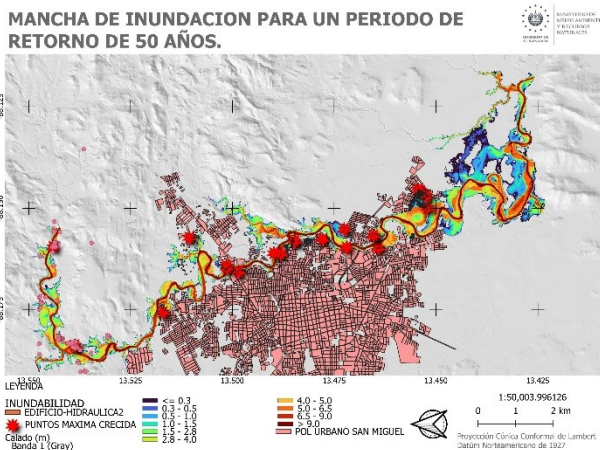 MANCHA DE INUNDACION PARA UN PERIODO DE
RETORNO DE 50 AÑOS.
MINISTERIO DE
MEDIO AMBIENTE
Y RECURSOS
NATURALES
13.550
13.525
13.500
13.475
13.450
13.425
LEYENDA
INUNDABILIDAD
EDIFICIO-HIDRAULICA2
PUNTOS MAXIMA CRECIDA
Calado (m)
Banda 1 (Gray)
<= 0.3
0.3 - 0.5
0.5 - 1.0
1.0 - 1.5
1.5 - 2.8
2.8 - 4.0
4.0 - 5.0
5.0 - 6.5
6.5 - 9.0
> 9.0
POL URBANO SAN MIGUEL
1:50,003.996126
0 1 2 km
Proyección Cónica Conformal de Lambert
Datúm Norteamericano de 1927